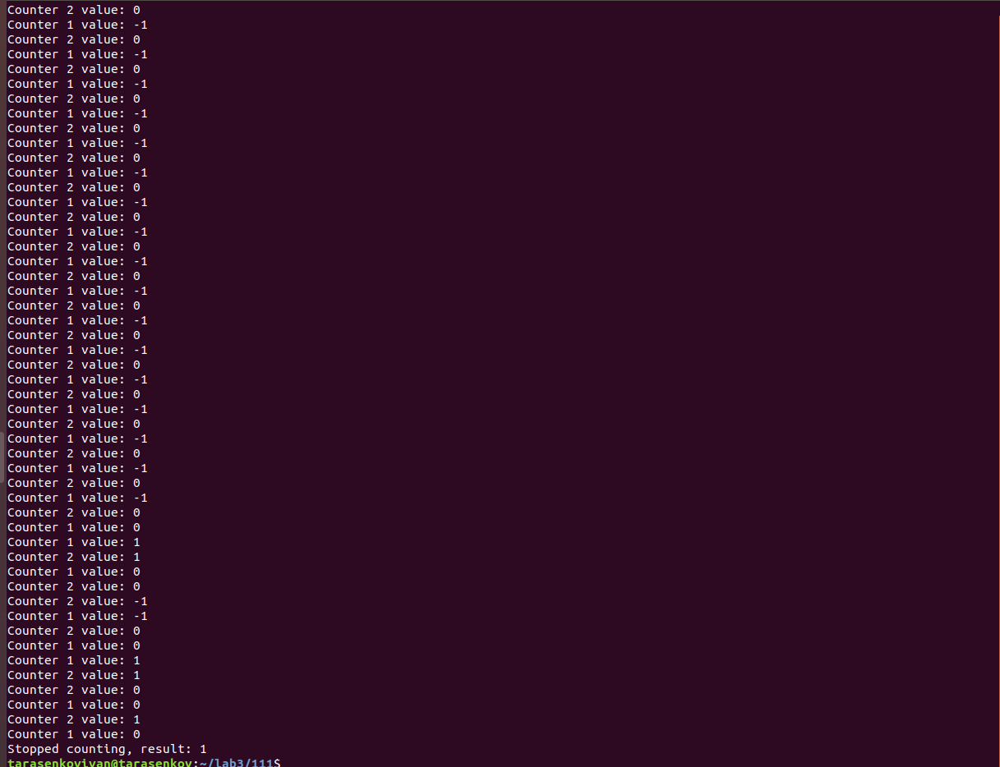 Counter 2 value: 0
Counter 1 value: -1
Counter 2 value: 0
Counter 1 value: -1
Counter 2 value: 0
Counter 1 value: -1
Counter 2 value: 0
Counter 1 value: -1
Counter 2 value: 0
Counter 1 value: -1
Counter 2 value: 0
Counter 1 value: -1
Counter 2 value: 0
Counter 1 value: -1
Counter 2 value: 0
Counter 1 value: -1
Counter 2 value: 0
Counter 1 value: -1
Counter 2 value: 0
Counter 1 value: -1
Counter 2 value: 0
Counter 1 value: -1
Counter 2 value: 0
Counter 1 value: -1
Counter 2 value: 0
Counter 1 value: -1
Counter 2 value: 0
Counter 1 value: -1
Counter 2 value: 0
Counter 1 value: -1
Counter 2 value: 0
Counter 1 value: -1
Counter 2 value: 0
Counter 1 value: -1
Counter 2 value: 0
Counter 1 value: 0
Counter 1 value: 1
Counter 2 value: 1
Counter 1 value: 0
Counter 2 value: 0
Counter 2 value: -1
Counter 1 value: -1
Counter 2 value: 0
Counter 1 value: 0
Counter 1 value: 1
Counter 2 value: 1
Counter 2 value: 0
Counter 1 value: 0
Counter 2 value: 1
Counter 1 value: 0
Stopped counting, result: 1
tarasenkovivan@tarasenkov:~/lab3/111$